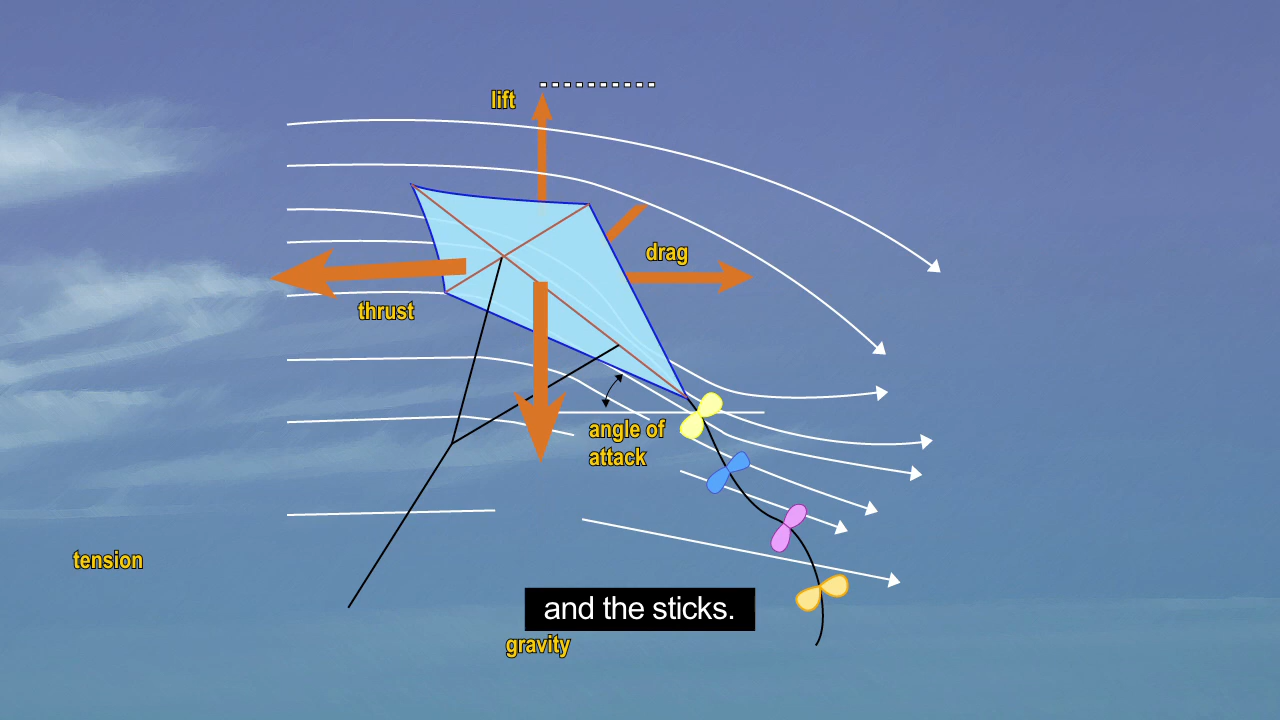 lift
drag
thrust
angle of
attack
tension
and the sticks.
gravity